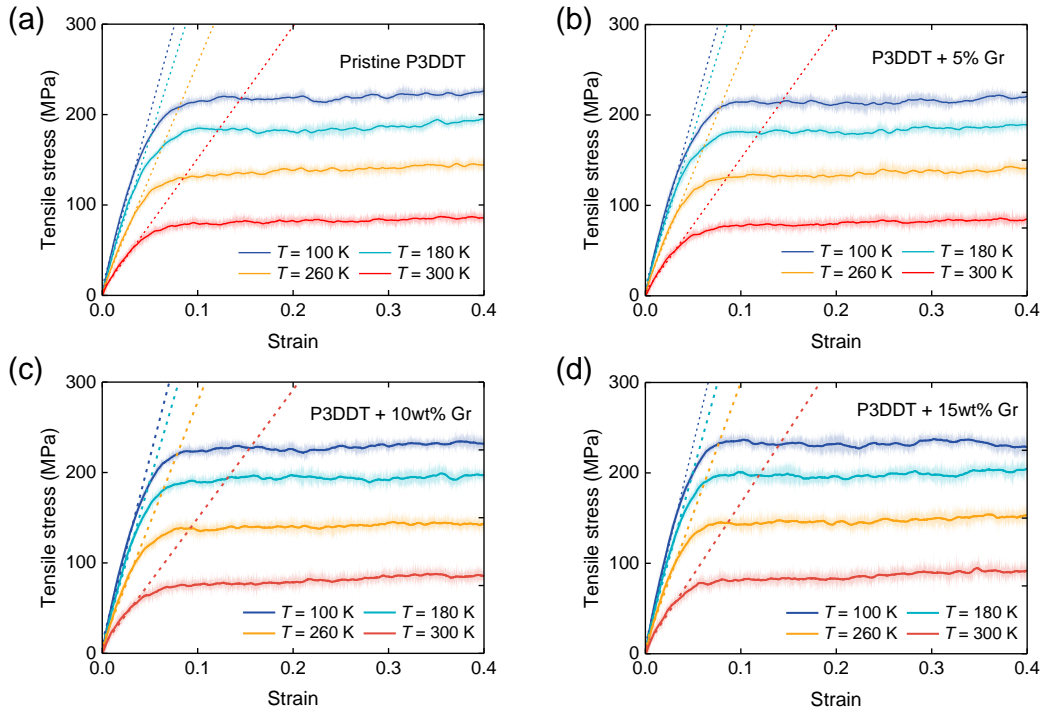 (a)
300
200
100
0
Tensile stress (MPa)
Pristine P3DDT
T = 100 K T = 180 K
T = 260 K T = 300 K
0.0 0.1 0.2 0.3 0.4
Strain
(b)
300
200
100
0
Tensile stress (MPa)
P3DDT + 5% Gr
T = 100 K T = 180 K
T = 260 K T = 300 K
0.0 0.1 0.2 0.3 0.4
Strain
(c)
300
200
100
0
Tensile stress (MPa)
P3DDT + 10wt% Gr
T = 100 K T = 180 K
T = 260 K T = 300 K
0.0 0.1 0.2 0.3 0.4
Strain
(d)
300
200
100
0
Tensile stress (MPa)
P3DDT + 15wt% Gr
T = 100 K T = 180 K
T = 260 K T = 300 K
0.0 0.1 0.2 0.3 0.4
Strain